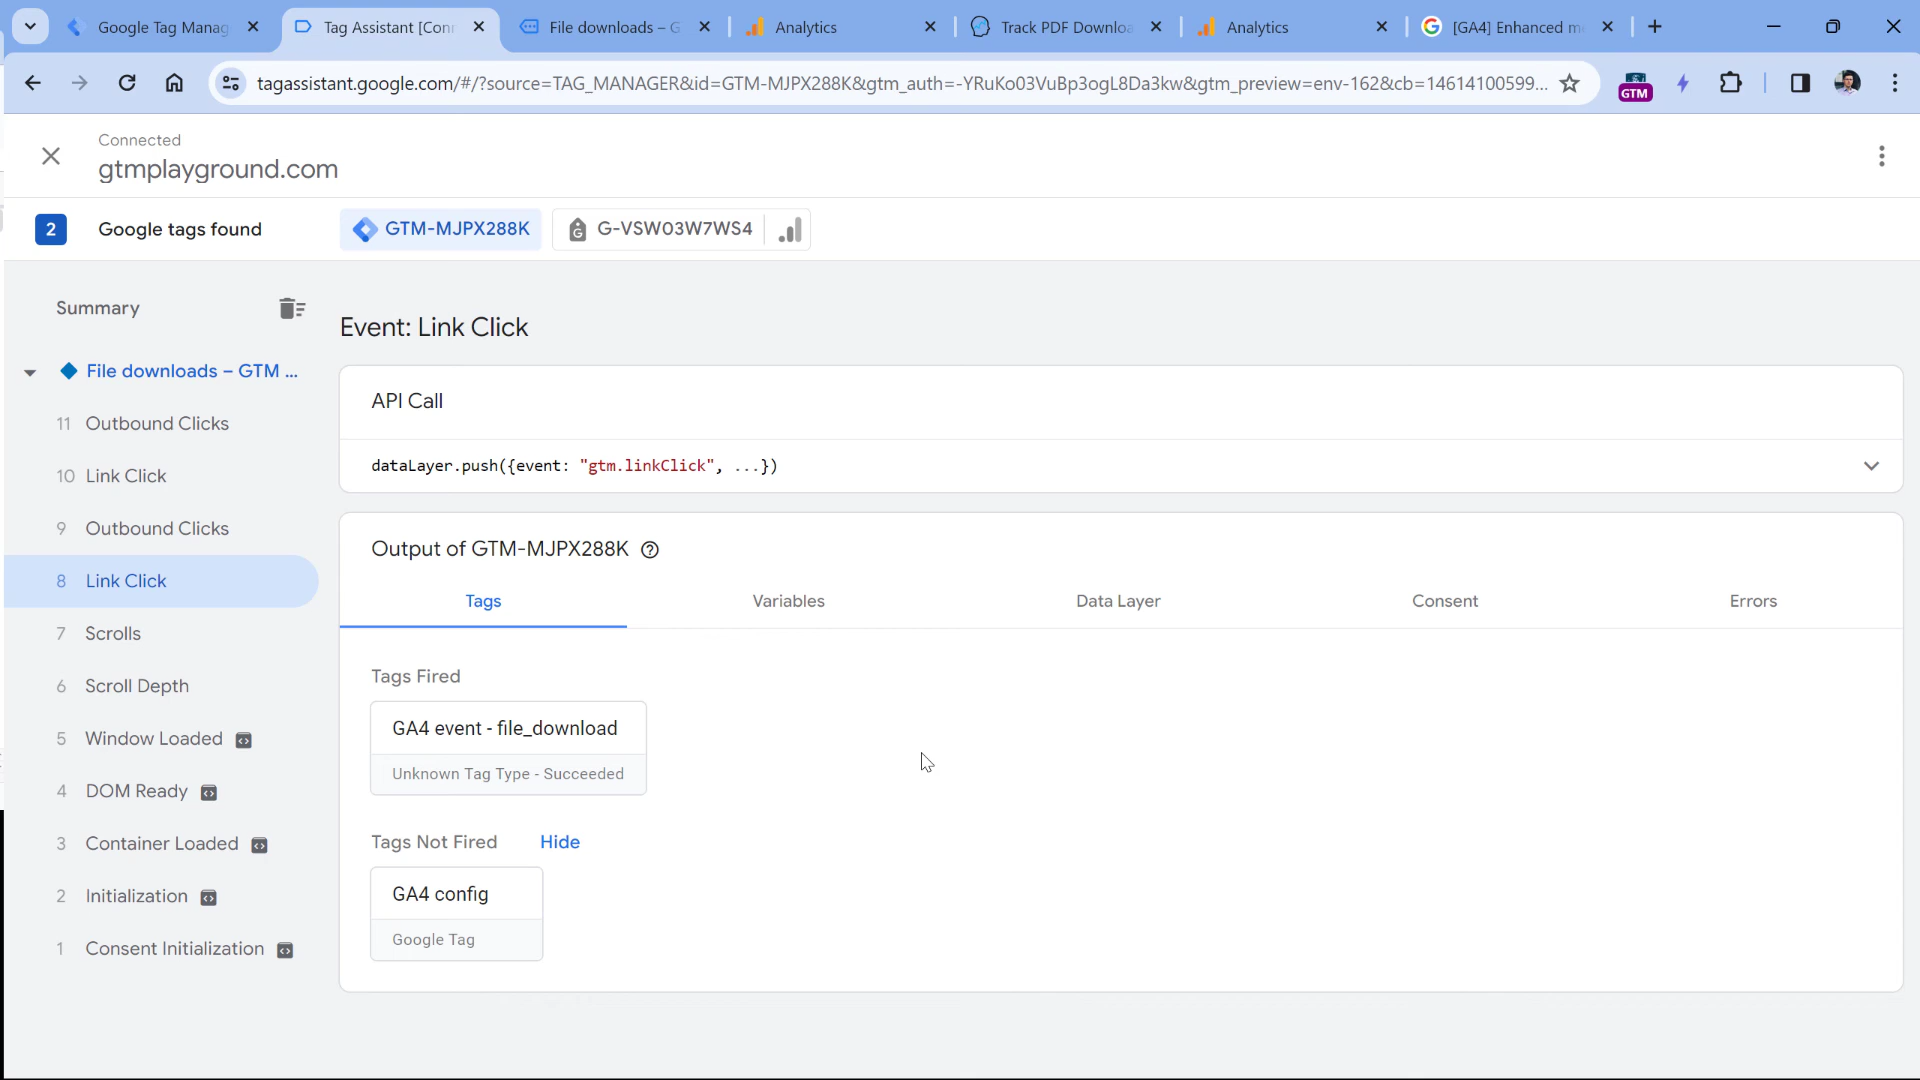 Google Tag Manag
Tag Assistant [Conn
File downloads – G
Analytics
Track PDF Downloa
Analytics
[GA4] Enhanced m
tagassistant.google.com/#/?source=TAG_MANAGER&id=GTM-MJPX288K&gtm_auth=-YRuKo03VuBp3ogL8Da3kw&gtm_preview=env-162&cb=14614100599...
GTM
Connected
gtmplayground.com
2
Google tags found
GTM-MJPX288K
G-VSW03W7WS4
Summary
File downloads – GTM ...
11 Outbound Clicks
10 Link Click
9 Outbound Clicks
8 Link Click
7 Scrolls
6 Scroll Depth
5 Window Loaded
4 DOM Ready
3 Container Loaded
2 Initialization
1 Consent Initialization
Event: Link Click
API Call
dataLayer.push({event: "gtm.linkClick", ...})
Output of GTM-MJPX288K
Tags
Variables
Data Layer
Consent
Errors
Tags Fired
GA4 event - file_download
Unknown Tag Type - Succeeded
Tags Not Fired
Hide
GA4 config
Google Tag